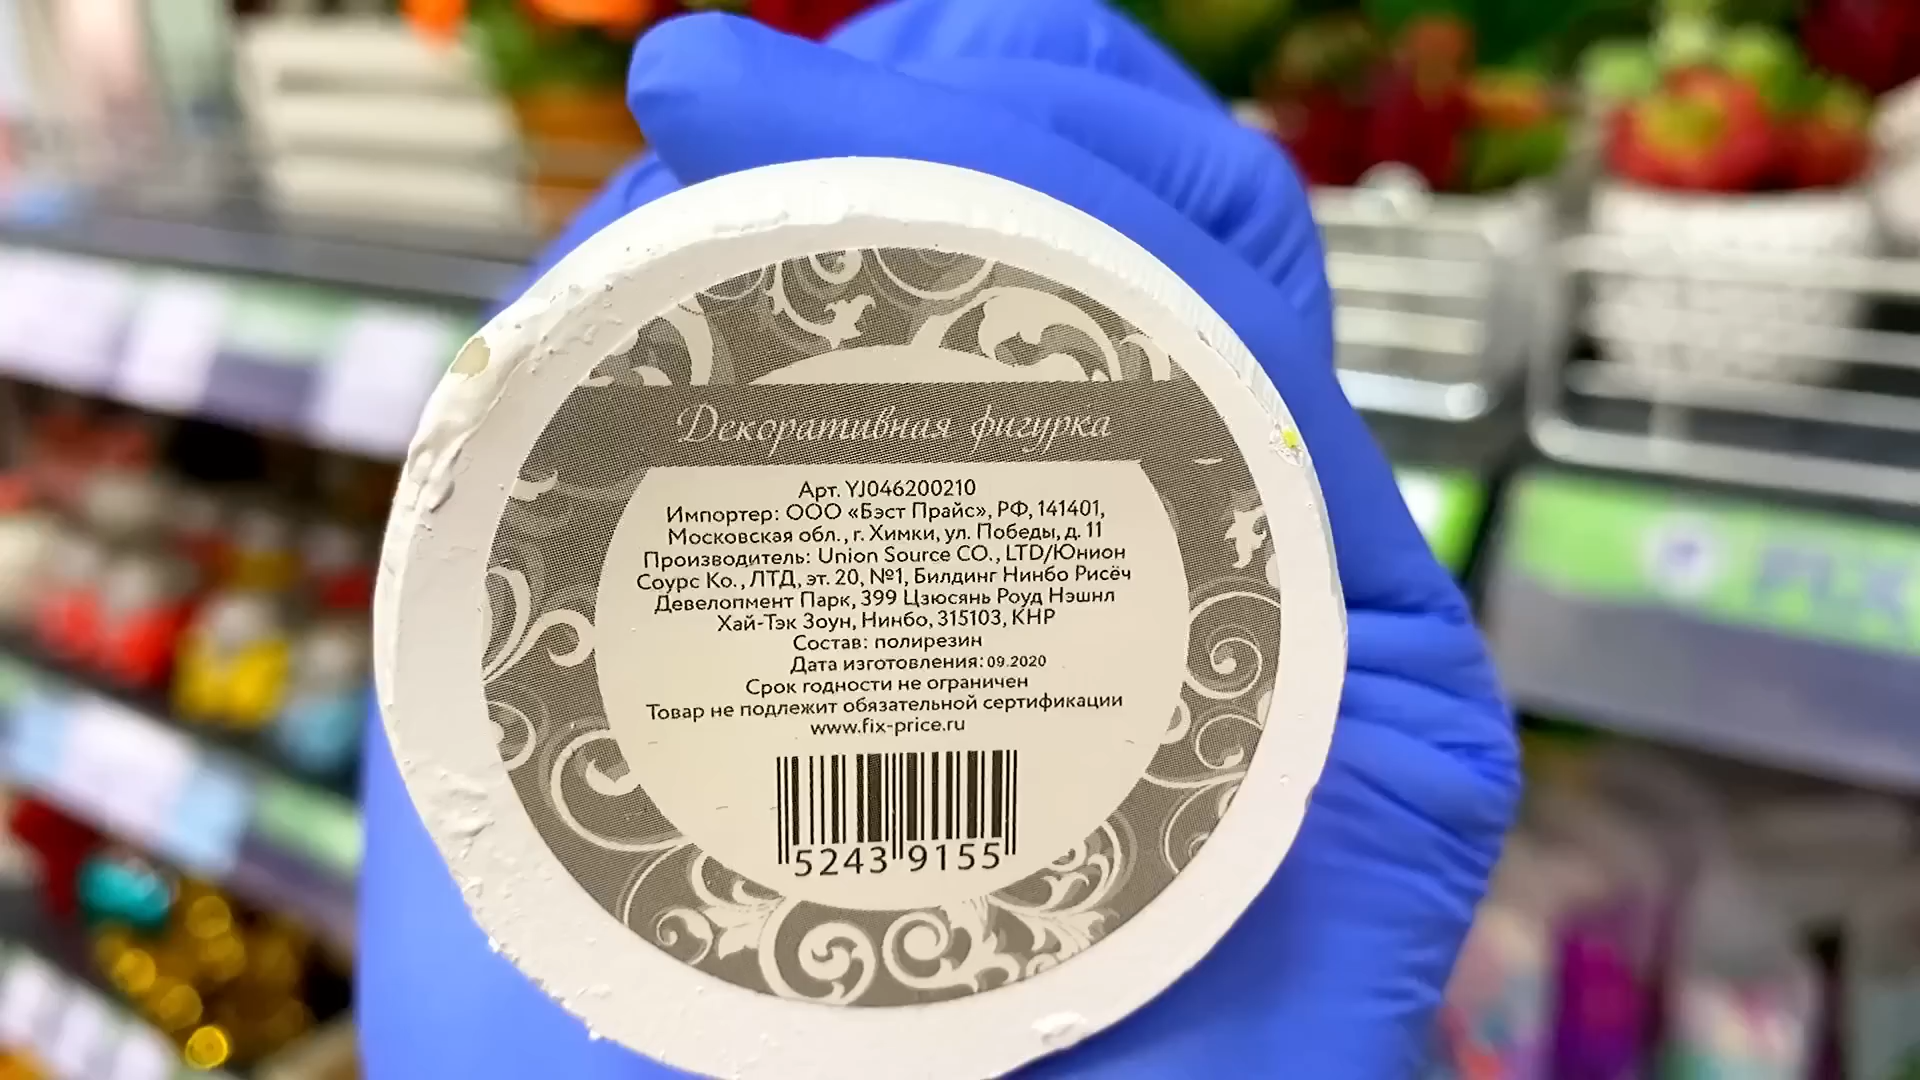 Декоративная фигурка
Арт. YJ046200210
Импортер: ООО «Бэст Прайс», РФ, 141401,
Московская обл., г. Химки, ул. Победы, д. 11
Производитель: Union Source CO., LTD/Юнион
Соурс Ко., ЛТД, эт. 20, №1, Билдинг Нинбо Рисёч
Девелопмент Парк, 399 Цзюсянь Роуд Нэшнл
Хай-Тэк Зоун, Нинбо, 315103, КНР
Состав: полирезин
Дата изготовления: 09.2020
Срок годности не ограничен
Товар не подлежит обязательной сертификации
www.fix-price.ru
5243 9155